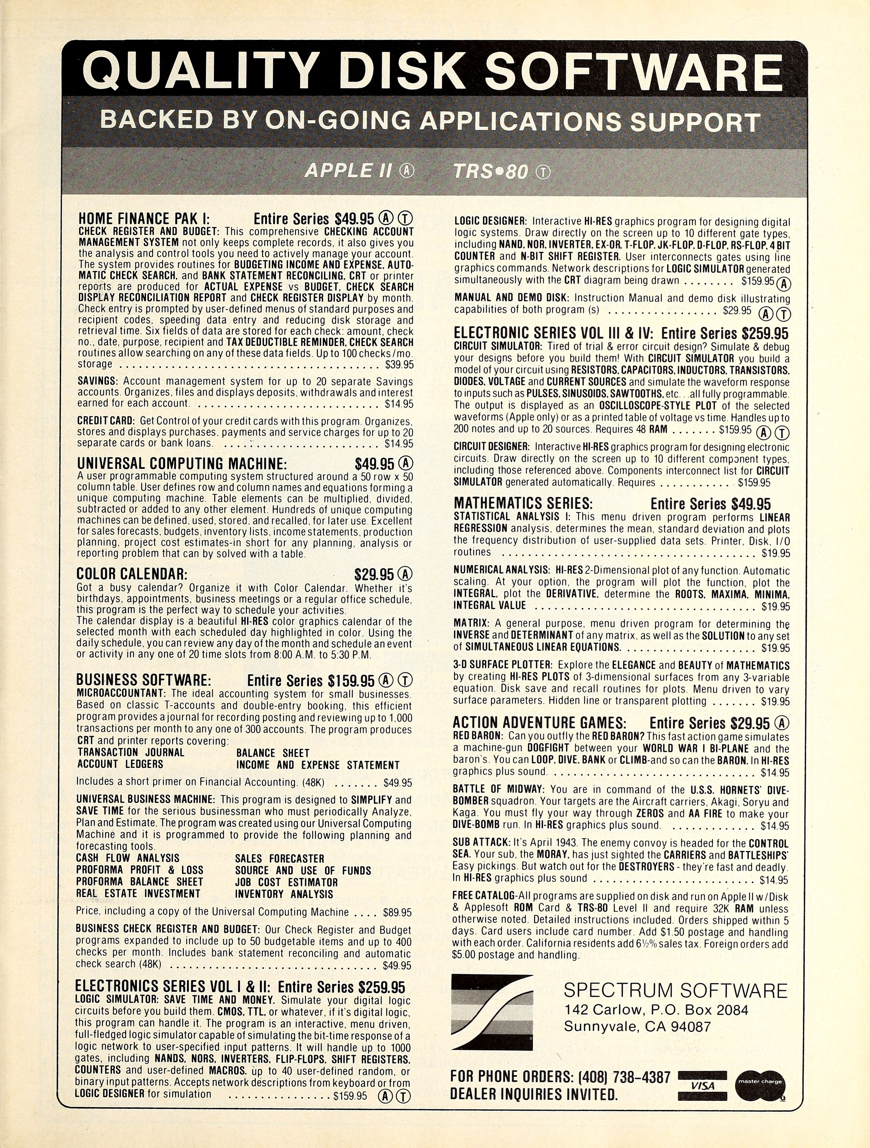 QUALITY DISK SOFTWARE
BACKED BY ON-GOING APPLICATIONS SUPPORT
APPLE II Ⓐ TRS•80 Ⓣ
HOME FINANCE PAK I: Entire Series $49.95 Ⓐ Ⓣ
CHECK REGISTER AND BUDGET: This comprehensive CHECKING ACCOUNT
MANAGEMENT SYSTEM not only keeps complete records, it also gives you
the analysis and control tools you need to actively manage your account.
The system provides routines for BUDGETING INCOME AND EXPENSE, AUTO-
MATIC CHECK SEARCH, and BANK STATEMENT RECONCILING. CRT or printer
reports are produced for ACTUAL EXPENSE vs BUDGET, CHECK SEARCH
DISPLAY RECONCILIATION REPORT and CHECK REGISTER DISPLAY by month.
Check entry is prompted by user-defined menus of standard purposes and
recipient codes, speeding data entry and reducing disk storage and
retrieval time. Six fields of data are stored for each check: amount, check
no., date, purpose, recipient and TAX DEDUCTIBLE REMINDER. CHECK SEARCH
routines allow searching on any of these data fields. Up to 100 checks/mo.
storage . . . . . . . . . . $39.95
SAVINGS: Account management system for up to 20 separate Savings
accounts. Organizes, files and displays deposits, withdrawals and interest
earned for each account. . . . . . . . . . . $14.95
CREDIT CARD: Get Control of your credit cards with this program. Organizes,
stores and displays purchases, payments and service charges for up to 20
separate cards or bank loans. . . . . . . . . . . $14.95
UNIVERSAL COMPUTING MACHINE: $49.95 Ⓐ
A user programmable computing system structured around a 50 row x 50
column table. User defines row and column names and equations forming a
unique computing machine. Table elements can be multiplied, divided,
subtracted or added to any other element. Hundreds of unique computing
machines can be defined, used, stored, and recalled, for later use. Excellent
for sales forecasts, budgets, inventory lists, income statements, production
planning, project cost estimates-in short for any planning, analysis or
reporting problem that can by solved with a table.
COLOR CALENDAR: $29.95 Ⓐ
Got a busy calendar? Organize it with Color Calendar. Whether it's
birthdays, appointments, business meetings or a regular office schedule,
this program is the perfect way to schedule your activities.
The calendar display is a beautiful HI-RES color graphics calendar of the
selected month with each scheduled day highlighted in color. Using the
daily schedule, you can review any day of the month and schedule an event
or activity in any one of 20 time slots from 8:00 A.M. to 5:30 P.M.
BUSINESS SOFTWARE: Entire Series $159.95 Ⓐ Ⓣ
MICROACCOUNTANT: The ideal accounting system for small businesses.
Based on classic T-accounts and double-entry booking, this efficient
program provides a journal for recording posting and reviewing up to 1,000
transactions per month to any one of 300 accounts. The program produces
CRT and printer reports covering:
TRANSACTION JOURNAL BALANCE SHEET
ACCOUNT LEDGERS INCOME AND EXPENSE STATEMENT
Includes a short primer on Financial Accounting. (48K) . . . . . . . $49.95
UNIVERSAL BUSINESS MACHINE: This program is designed to SIMPLIFY and
SAVE TIME for the serious businessman who must periodically Analyze,
Plan and Estimate. The program was created using our Universal Computing
Machine and it is programmed to provide the following planning and
forecasting tools.
CASH FLOW ANALYSIS SALES FORECASTER
PROFORMA PROFIT & LOSS SOURCE AND USE OF FUNDS
PROFORMA BALANCE SHEET JOB COST ESTIMATOR
REAL ESTATE INVESTMENT INVENTORY ANALYSIS
Price, including a copy of the Universal Computing Machine . . . . $89.95
BUSINESS CHECK REGISTER AND BUDGET: Our Check Register and Budget
programs expanded to include up to 50 budgetable items and up to 400
checks per month. Includes bank statement reconciling and automatic
check search (48K) . . . . . . . . . . $49.95
ELECTRONICS SERIES VOL I & II: Entire Series $259.95
LOGIC SIMULATOR: SAVE TIME AND MONEY. Simulate your digital logic
circuits before you build them. CMOS, TTL, or whatever, if it's digital logic,
this program can handle it. The program is an interactive, menu driven,
full-fledged logic simulator capable of simulating the bit-time response of a
logic network to user-specified input patterns. It will handle up to 1000
gates, including NANDS, NORS, INVERTERS, FLIP-FLOPS, SHIFT REGISTERS,
COUNTERS and user-defined MACROS. up to 40 user-defined random, or
binary input patterns. Accepts network descriptions from keyboard or from
LOGIC DESIGNER for simulation . . . . . . . . . . $159.95 Ⓐ Ⓣ
LOGIC DESIGNER: Interactive HI-RES graphics program for designing digital
logic systems. Draw directly on the screen up to 10 different gate types,
including NAND, NOR, INVERTER, EX-OR, T-FLOP, JK-FLOP, D-FLOP, RS-FLOP, 4 BIT
COUNTER and N-BIT SHIFT REGISTER. User interconnects gates using line
graphics commands. Network descriptions for LOGIC SIMULATOR generated
simultaneously with the CRT diagram being drawn . . . . . . . . $159.95 Ⓐ
MANUAL AND DEMO DISK: Instruction Manual and demo disk illustrating
capabilities of both program (s) . . . . . . . . . . $29.95 Ⓐ Ⓣ
ELECTRONIC SERIES VOL III & IV: Entire Series $259.95
CIRCUIT SIMULATOR: Tired of trial & error circuit design? Simulate & debug
your designs before you build them! With CIRCUIT SIMULATOR you build a
model of your circuit using RESISTORS, CAPACITORS, INDUCTORS, TRANSISTORS,
DIODES, VOLTAGE and CURRENT SOURCES and simulate the waveform response
to inputs such as PULSES, SINUSOIDS, SAWTOOTHS, etc. . .all fully programmable.
The output is displayed as an OSCILLOSCOPE-STYLE PLOT of the selected
waveforms (Apple only) or as a printed table of voltage vs time. Handles up to
200 notes and up to 20 sources. Requires 48 RAM . . . . . . . $159.95 Ⓐ Ⓣ
CIRCUIT DESIGNER: Interactive HI-RES graphics program for designing electronic
circuits. Draw directly on the screen up to 10 different component types,
including those referenced above. Components interconnect list for CIRCUIT
SIMULATOR generated automatically. Requires . . . . . . . . . . . $159.95
MATHEMATICS SERIES: Entire Series $49.95
STATISTICAL ANALYSIS I: This menu driven program performs LINEAR
REGRESSION analysis, determines the mean, standard deviation and plots
the frequency distribution of user-supplied data sets. Printer, Disk, I/O
routines . . . . . . . . . . $19.95
NUMERICAL ANALYSIS: HI-RES 2-Dimensional plot of any function. Automatic
scaling. At your option, the program will plot the function, plot the
INTEGRAL, plot the DERIVATIVE, determine the ROOTS, MAXIMA, MINIMA,
INTEGRAL VALUE . . . . . . . . . . $19.95
MATRIX: A general purpose, menu driven program for determining the
INVERSE and DETERMINANT of any matrix, as well as the SOLUTION to any set
of SIMULTANEOUS LINEAR EQUATIONS. . . . . . . . . . . $19.95
3-D SURFACE PLOTTER: Explore the ELEGANCE and BEAUTY of MATHEMATICS
by creating HI-RES PLOTS of 3-dimensional surfaces from any 3-variable
equation. Disk save and recall routines for plots. Menu driven to vary
surface parameters. Hidden line or transparent plotting . . . . . . . $19.95
ACTION ADVENTURE GAMES: Entire Series $29.95 Ⓐ
RED BARON: Can you outfly the RED BARON? This fast action game simulates
a machine-gun DOGFIGHT between your WORLD WAR I BI-PLANE and the
baron's. You can LOOP, DIVE, BANK or CLIMB-and so can the BARON. In HI-RES
graphics plus sound. . . . . . . . . . . $14.95
BATTLE OF MIDWAY: You are in command of the U.S.S. HORNETS' DIVE-
BOMBER squadron. Your targets are the Aircraft carriers, Akagi, Soryu and
Kaga. You must fly your way through ZEROS and AA FIRE to make your
DIVE-BOMB run. In HI-RES graphics plus sound. . . . . . . . . . . $14.95
SUB ATTACK: It's April 1943. The enemy convoy is headed for the CONTROL
SEA. Your sub, the MORAY, has just sighted the CARRIERS and BATTLESHIPS'
Easy pickings. But watch out for the DESTROYERS - they're fast and deadly.
In HI-RES graphics plus sound . . . . . . . . . . $14.95
FREE CATALOG-All programs are supplied on disk and run on Apple II w/Disk
& Applesoft ROM Card & TRS-80 Level II and require 32K RAM unless
otherwise noted. Detailed instructions included. Orders shipped within 5
days. Card users include card number. Add $1.50 postage and handling
with each order. California residents add 6½% sales tax. Foreign orders add
$5.00 postage and handling.
SPECTRUM SOFTWARE
142 Carlow, P.O. Box 2084
Sunnyvale, CA 94087
FOR PHONE ORDERS: (408) 738-4387
DEALER INQUIRIES INVITED.
VISA
master charge